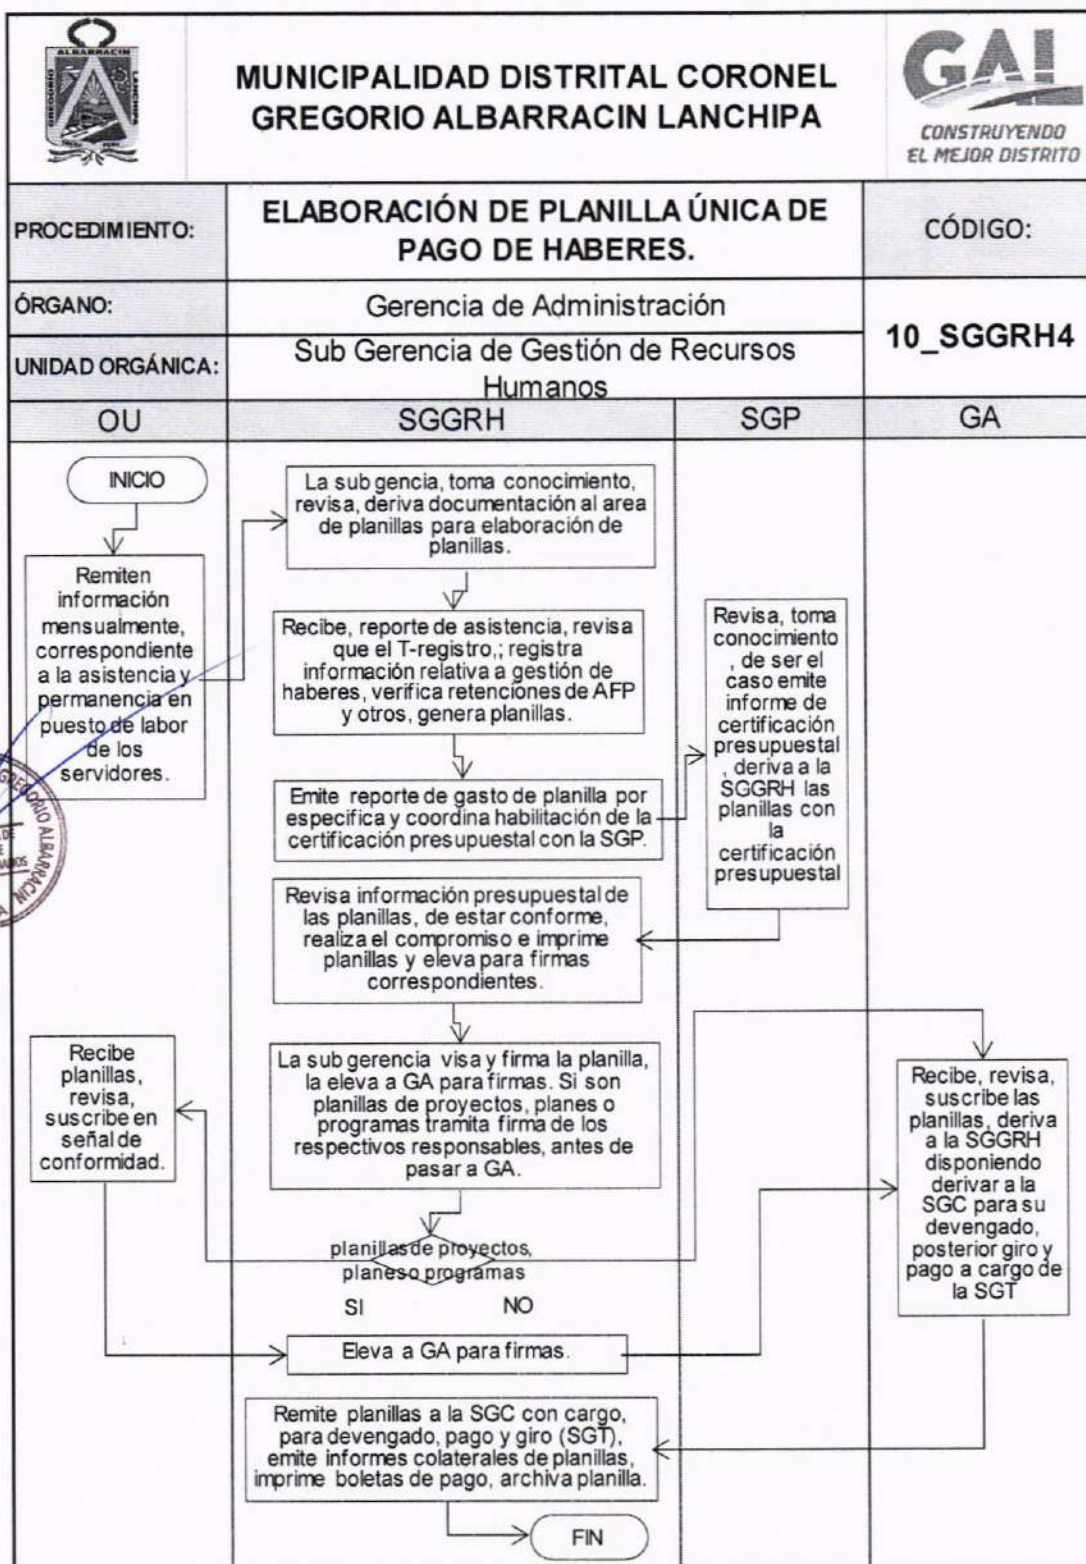 ALBARRACIN
GREGORIO
LANCHIPA
MUNICIPALIDAD DISTRITAL CORONEL
GREGORIO ALBARRACIN LANCHIPA
GAL
CONSTRUYENDO
EL MEJOR DISTRITO
PROCEDIMIENTO:
ELABORACIÓN DE PLANILLA ÚNICA DE
PAGO DE HABERES.
CÓDIGO:
ÓRGANO:
Gerencia de Administración
10_SGGRH4
UNIDAD ORGÁNICA:
Sub Gerencia de Gestión de Recursos
Humanos
OU
SGGRH
SGP
GA
INICIO
Remiten
información
mensualmente,
correspondiente
a la asistencia y
permanencia en
puesto de labor
de los
servidores.
La sub gencia, toma conocimiento,
revisa, deriva documentación al area
de planillas para elaboración de
planillas.
Recibe, reporte de asistencia, revisa
que el T-registro,; registra
información relativa a gestión de
haberes, verifica retenciones de AFP
y otros, genera planillas.
Emite reporte de gasto de planilla por
especifica y coordina habilitación de la
certificación presupuestal con la SGP.
Revisa, toma
conocimiento
, de ser el
caso emite
informe de
certificación
presupuestal
, deriva a la
SGGRH las
planillas con
la
certificación
presupuestal
Revisa información presupuestal de
las planillas, de estar conforme,
realiza el compromiso e imprime
planillas y eleva para firmas
correspondientes.
La sub gerencia visa y firma la planilla,
la eleva a GA para firmas. Si son
planillas de proyectos, planes o
programas tramita firma de los
respectivos responsables, antes de
pasar a GA.
planillas de proyectos,
planes o programas
SI
NO
Recibe
planillas,
revisa,
suscribe en
señal de
conformidad.
Eleva a GA para firmas.
Recibe, revisa,
suscribe las
planillas, deriva
a la SGGRH
disponiendo
derivar a la
SGC para su
devengado,
posterior giro y
pago a cargo de
la SGT
Remite planillas a la SGC con cargo,
para devengado, pago y giro (SGT),
emite informes colaterales de planillas,
imprime boletas de pago, archiva planilla.
FIN
GREGORIO ALBARRACIN